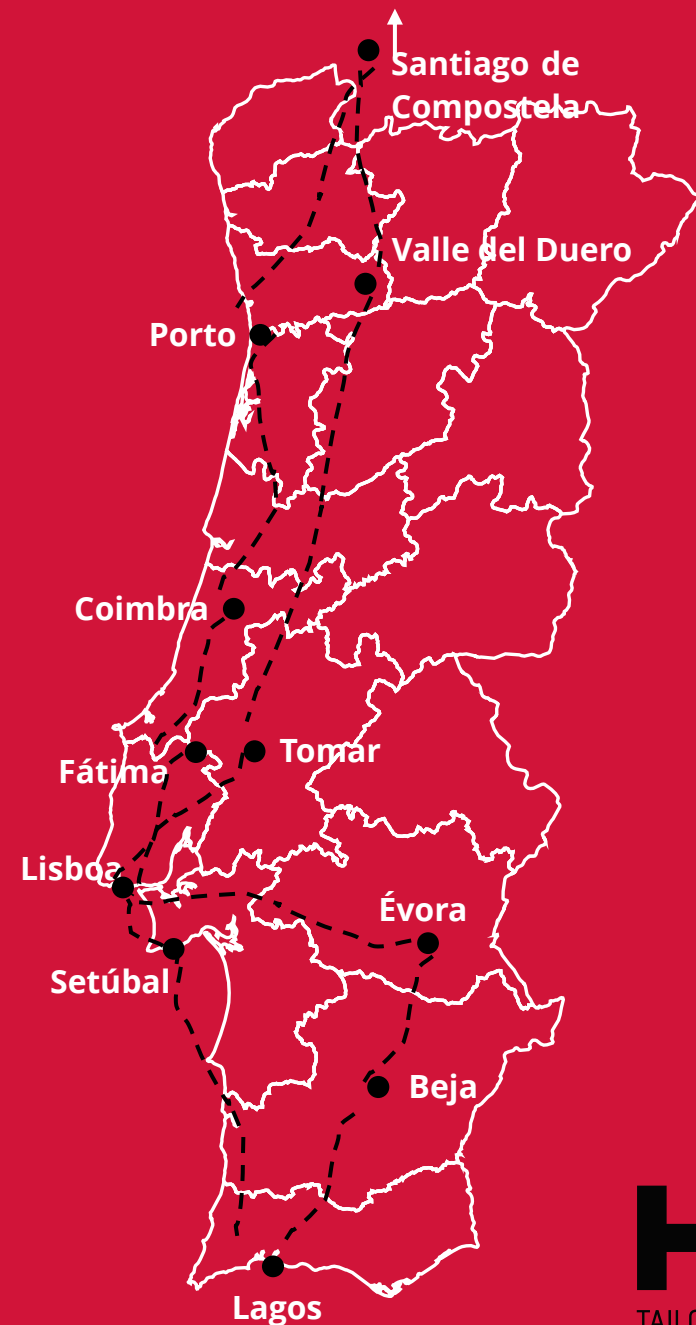 Santiago de
Compostela
Valle del Duero
Porto
Coimbra
Tomar
Fátima
Lisboa
Évora
Setúbal
Beja
Lagos